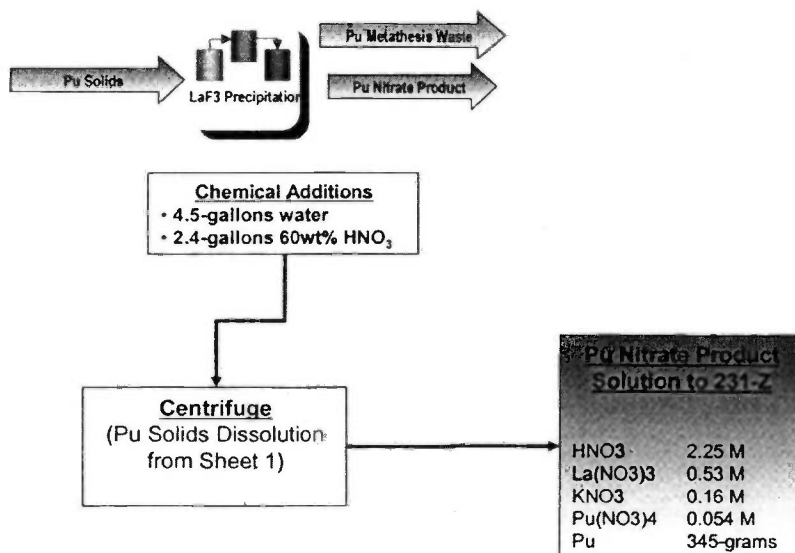 Pu Metathesis Waste
Pu Solids
LaF3 Precipitation
Pu Nitrate Product
Chemical Additions
• 4.5-gallons water
• 2.4-gallons 60wt% HNO₃
Centrifuge
(Pu Solids Dissolution
from Sheet 1)
Pu Nitrate Product
Solution to 231-Z
HNO3 2.25 M
La(NO3)3 0.53 M
KNO3 0.16 M
Pu(NO3)4 0.054 M
Pu 345-grams